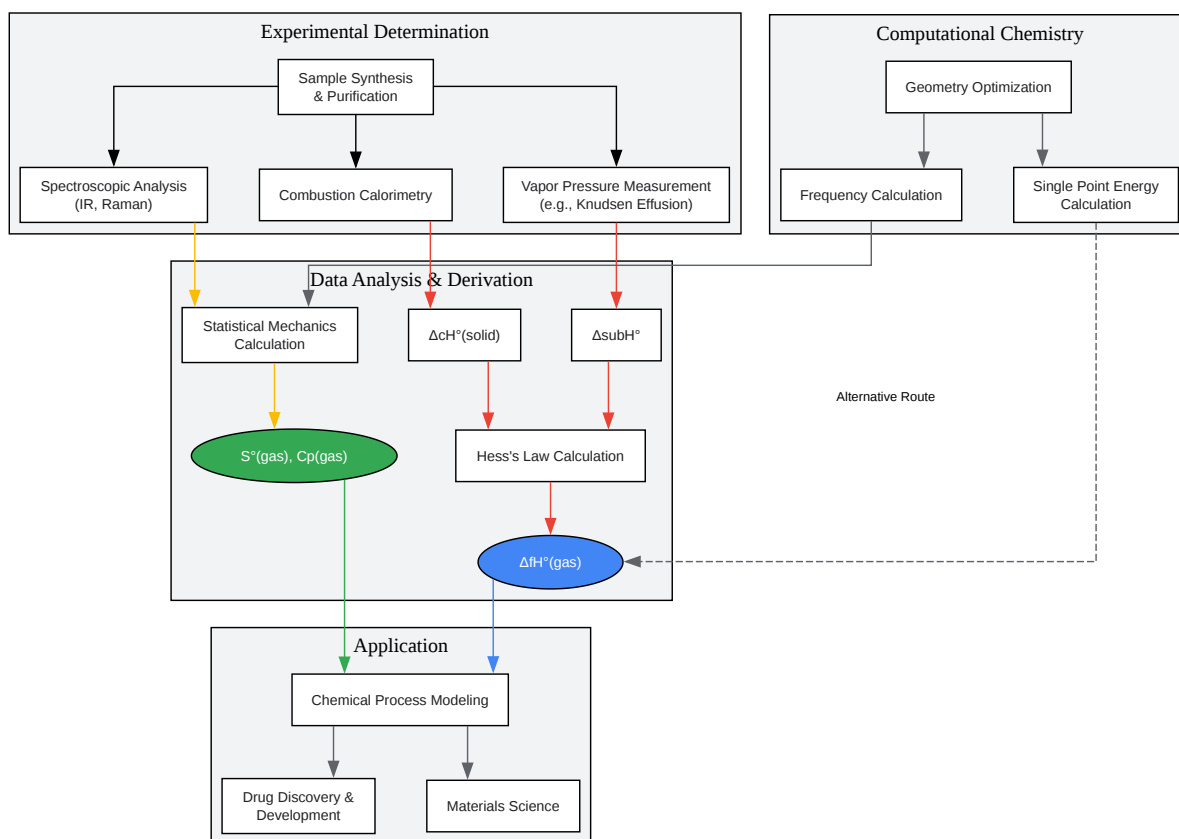 Experimental Determination
Sample Synthesis
& Purification
Spectroscopic Analysis
(IR, Raman)
Combustion Calorimetry
Vapor Pressure Measurement
(e.g., Knudsen Effusion)
Computational Chemistry
Geometry Optimization
Frequency Calculation
Single Point Energy
Calculation
Data Analysis & Derivation
Statistical Mechanics
Calculation
ΔcH°(solid)
ΔsubH°
Alternative Route
S°(gas), Cp(gas)
Hess's Law Calculation
ΔfH°(gas)
Application
Chemical Process Modeling
Drug Discovery &
Development
Materials Science